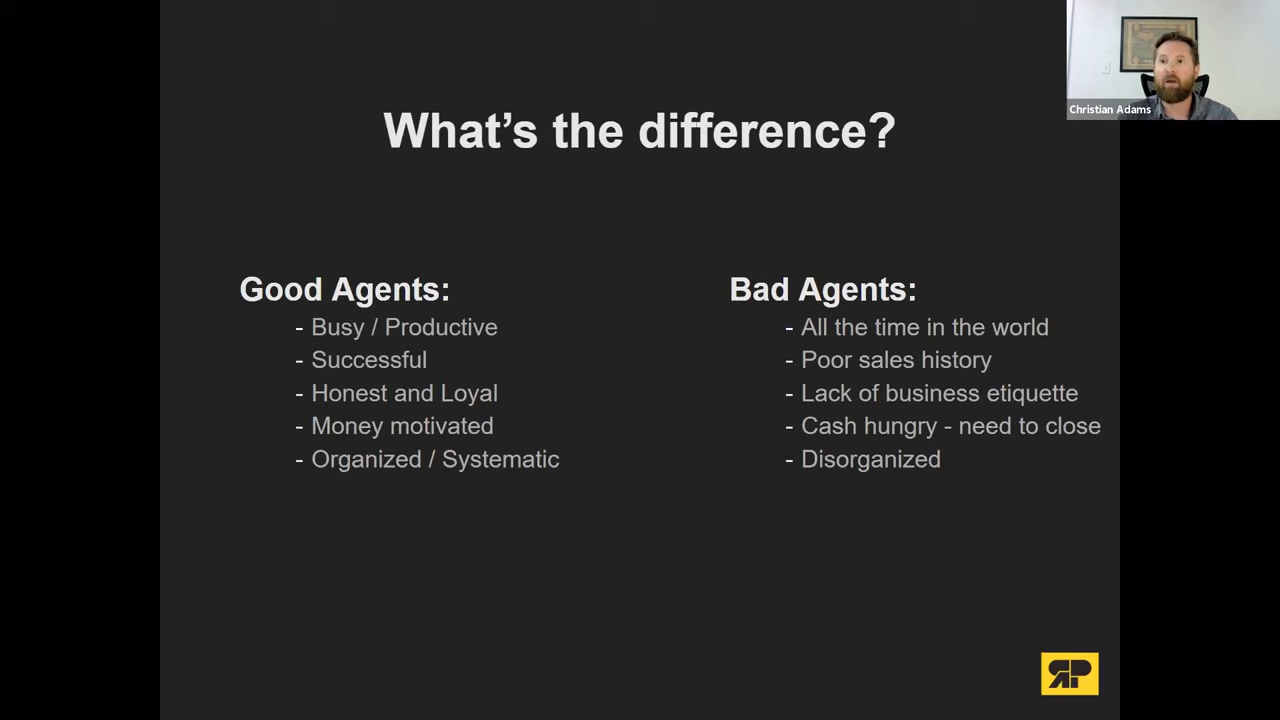 Christian Adams
What's the difference?
Good Agents:
- Busy / Productive
- Successful
- Honest and Loyal
- Money motivated
- Organized / Systematic
Bad Agents:
- All the time in the world
- Poor sales history
- Lack of business etiquette
- Cash hungry - need to close
- Disorganized